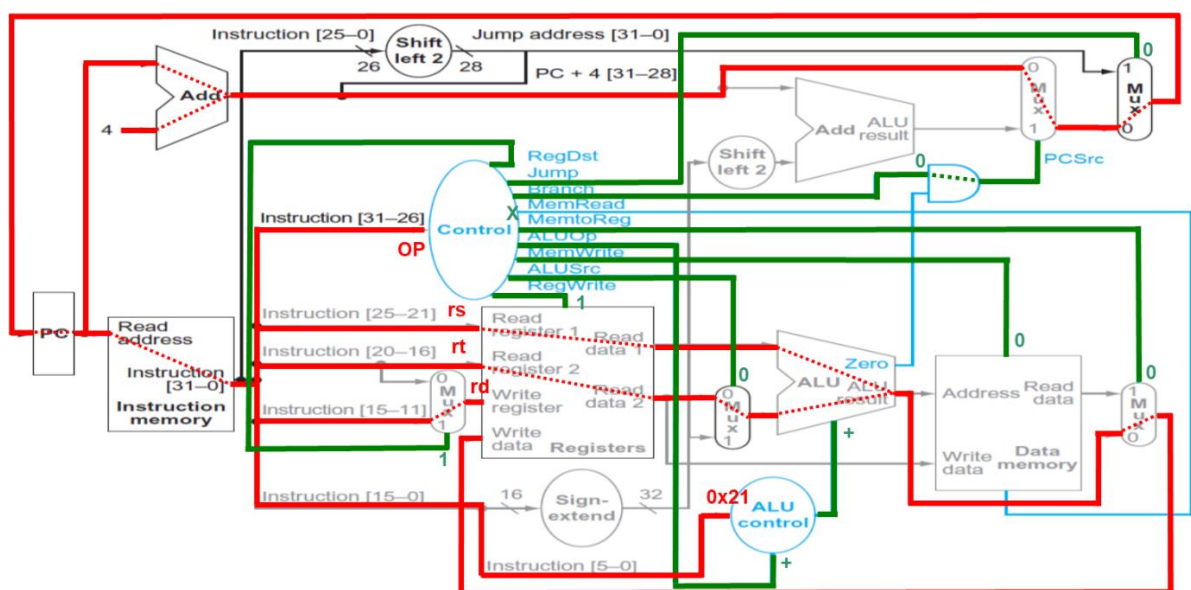 Instruction [25–0]
Shift
left 2
Jump address [31–0]
26
28
PC + 4 [31–28]
0
1
M
u
x
0
Add
4
0
M
u
x
1
Add
ALU
result
Shift
left 2
PCSrc
0
RegDst
Jump
Branch
MemRead
X
MemtoReg
ALUOp
MemWrite
ALUSrc
RegWrite
1
Instruction [31–26]
OP
Control
PC
Read
address
Instruction
[31–0]
Instruction
memory
Instruction [25–21]
rs
Instruction [20–16]
rt
Instruction [15–11]
rd
0
M
u
x
1
1
Read
register 1
Read
register 2
Write
register
Write
data
Read
data 1
Read
data 2
Registers
0
0
M
u
x
1
Zero
ALU
ALU
result
+
0
Address
Read
data
Write
data
Data
memory
0
1
M
u
x
0
Instruction [15–0]
16
Sign-
extend
32
0x21
ALU
control
Instruction [5–0]
+